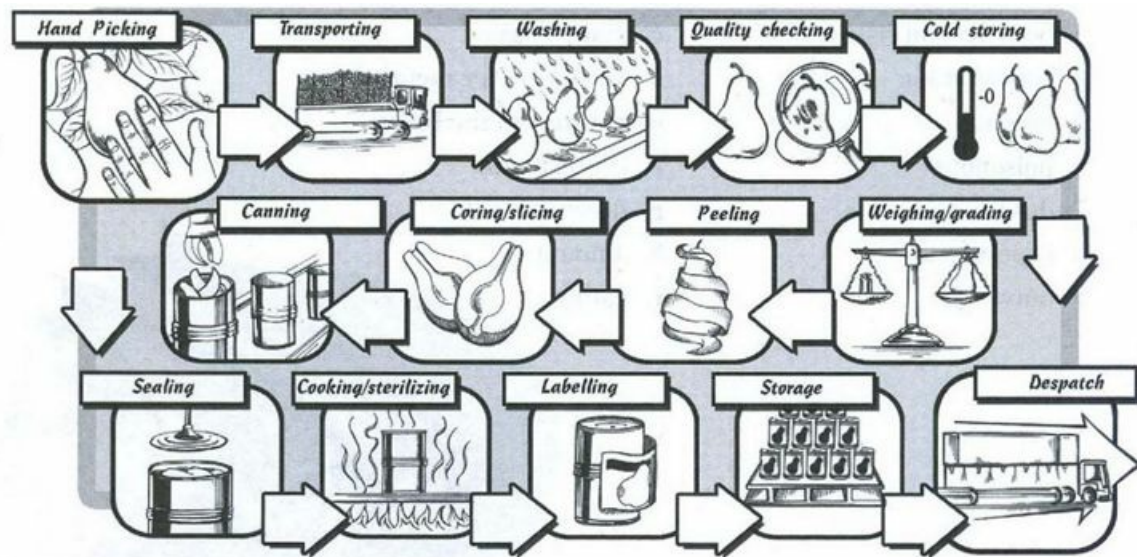 Hand Picking
Transporting
Washing
Quality checking
Cold storing
-0
Weighing/grading
Peeling
Coring/slicing
Canning
Sealing
Cooking/sterilizing
Labelling
Storage
Despatch